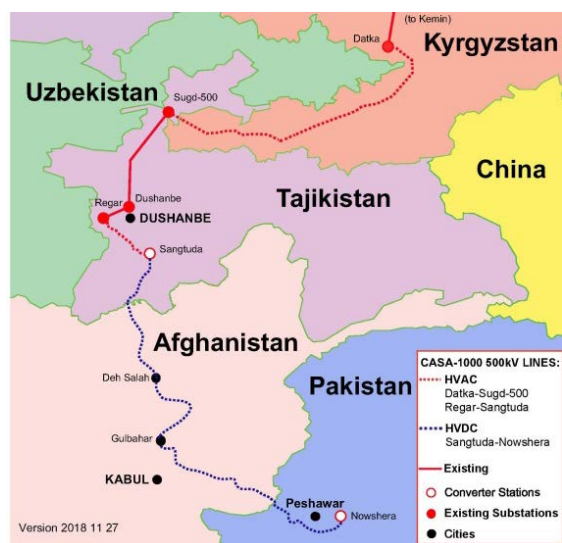 (to Kemin)
Datka
Kyrgyzstan
Uzbekistan
Sugd-500
China
Tajikistan
Regar
Dushanbe
DUSHANBE
Sangtuda
Afghanistan
Deh Salah
Pakistan
Gulbahar
KABUL
Peshawar
Nowshera
Version 2018 11 27
CASA-1000 500kV LINES:
HVAC
Datka-Sugd-500
Regar-Sangtuda
HVDC
Sangtuda-Nowshera
Existing
Converter Stations
Existing Substations
Cities